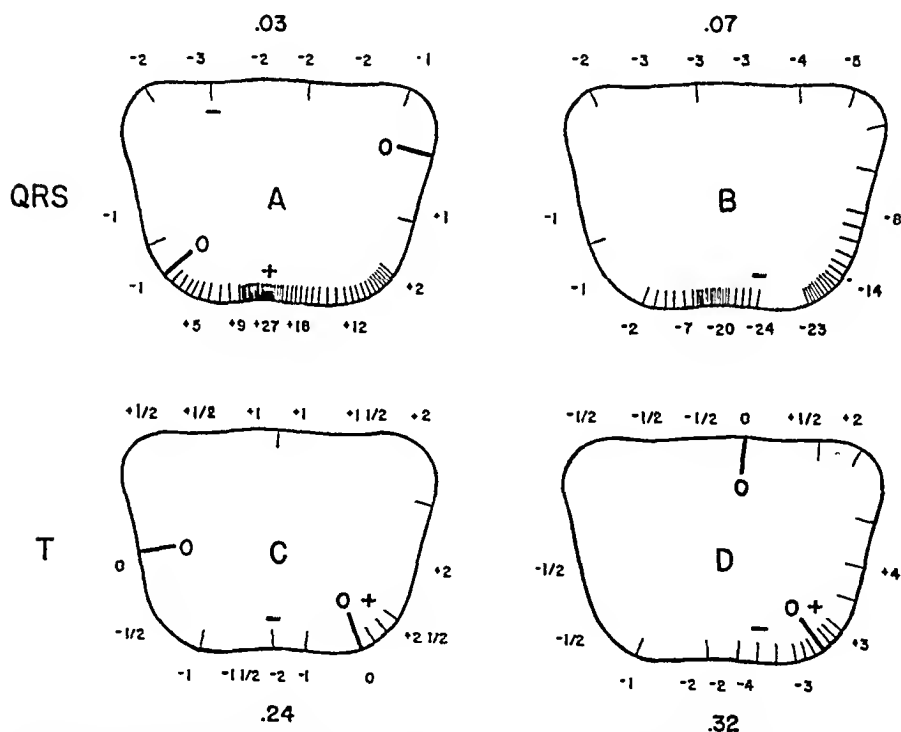 .03 .07
-2 -3 -2 -2 -2 -1 -2 -3 -3 -3 -4 -5
- 0
QRS A B
-1 +1 -1 -8
0
+ -
-1 +2 -1 -14
+5 +9 +27 +18 +12 -2 -7 -20 -24 -23
+1/2 +1/2 +1 +1 +1 1/2 +2 -1/2 -1/2 -1/2 0 +1/2 +2
0
T 0 C D
0 +2 -1/2 +4
0 + 0 +
- -
-1/2 +2 1/2 -1/2 +3
-1 -1 1/2 -2 -1 0 -1 -2 -2 -4 -3
.24 .32